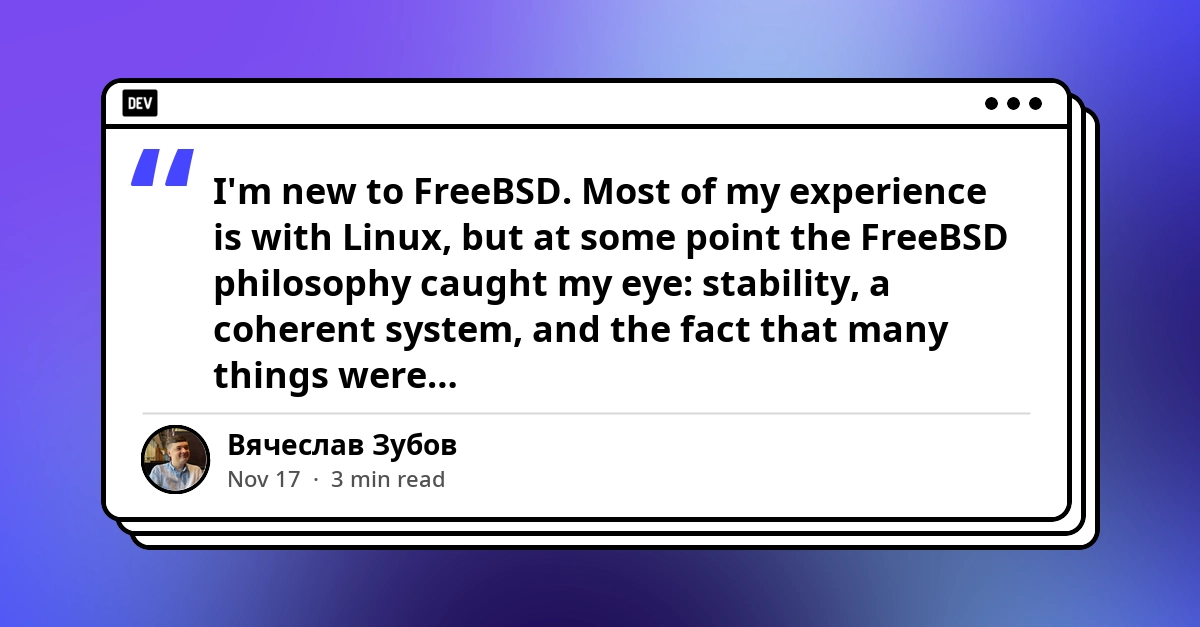 DEV
“
I'm new to FreeBSD. Most of my experience
is with Linux, but at some point the FreeBSD
philosophy caught my eye: stability, a
coherent system, and the fact that many
things were...
Вячеслав Зубов
Nov 17 · 3 min read